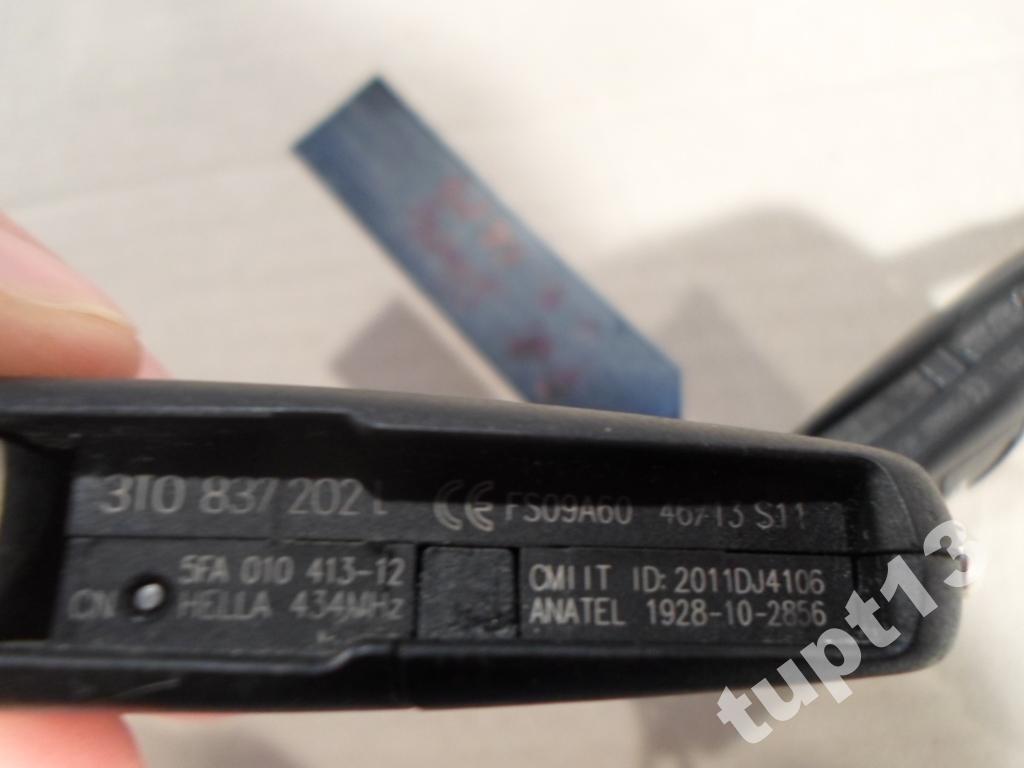 3T0 837 202 L CE FS09A60 46/13 S11
5FA 010 413-12
CN HELLA 434MHz
CMIIT ID: 2011DJ4106
ANATEL 1928-10-2856
tupt13